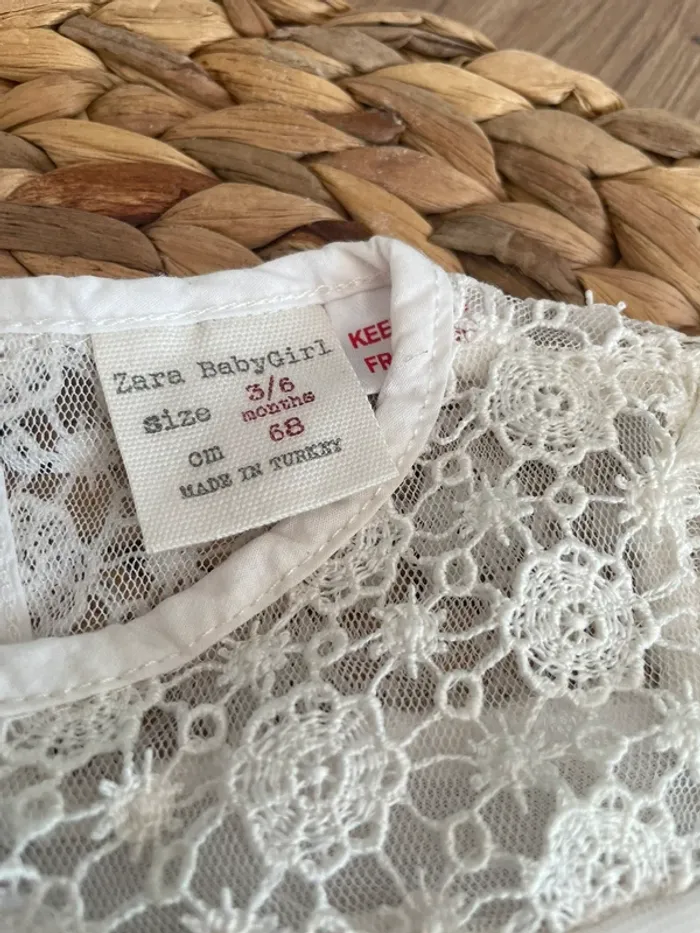 Zara BabyGirl
size 3/6
months
cm 68
MADE IN TURKEY
KEE
FR